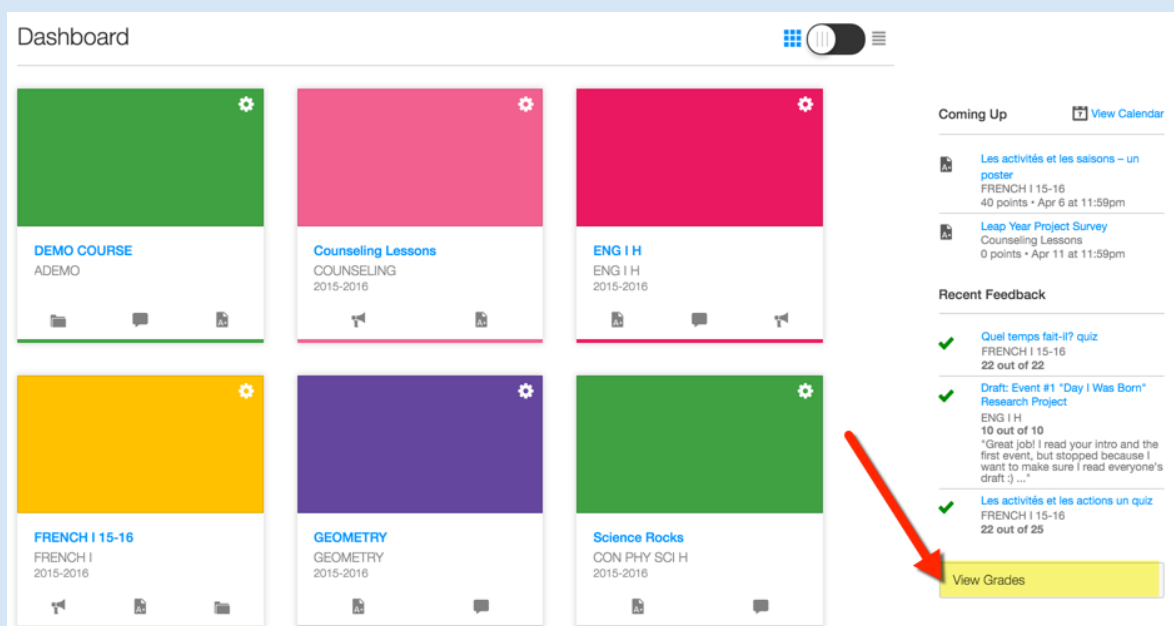 Dashboard
DEMO COURSE
ADEMO
Counseling Lessons
COUNSELING
2015-2016
ENG I H
ENG I H
2015-2016
FRENCH I 15-16
FRENCH I
2015-2016
GEOMETRY
GEOMETRY
2015-2016
Science Rocks
CON PHY SCI H
2015-2016
Coming Up
7 View Calendar
Les activités et les saisons – un
poster
FRENCH I 15-16
40 points • Apr 6 at 11:59pm
Leap Year Project Survey
Counseling Lessons
0 points • Apr 11 at 11:59pm
Recent Feedback
Quel temps fait-il? quiz
FRENCH I 15-16
22 out of 22
Draft: Event #1 "Day I Was Born"
Research Project
ENG I H
10 out of 10
"Great job! I read your intro and the
first event, but stopped because I
want to make sure I read everyone's
draft :) ..."
Les activités et les actions un quiz
FRENCH I 15-16
22 out of 25
View Grades